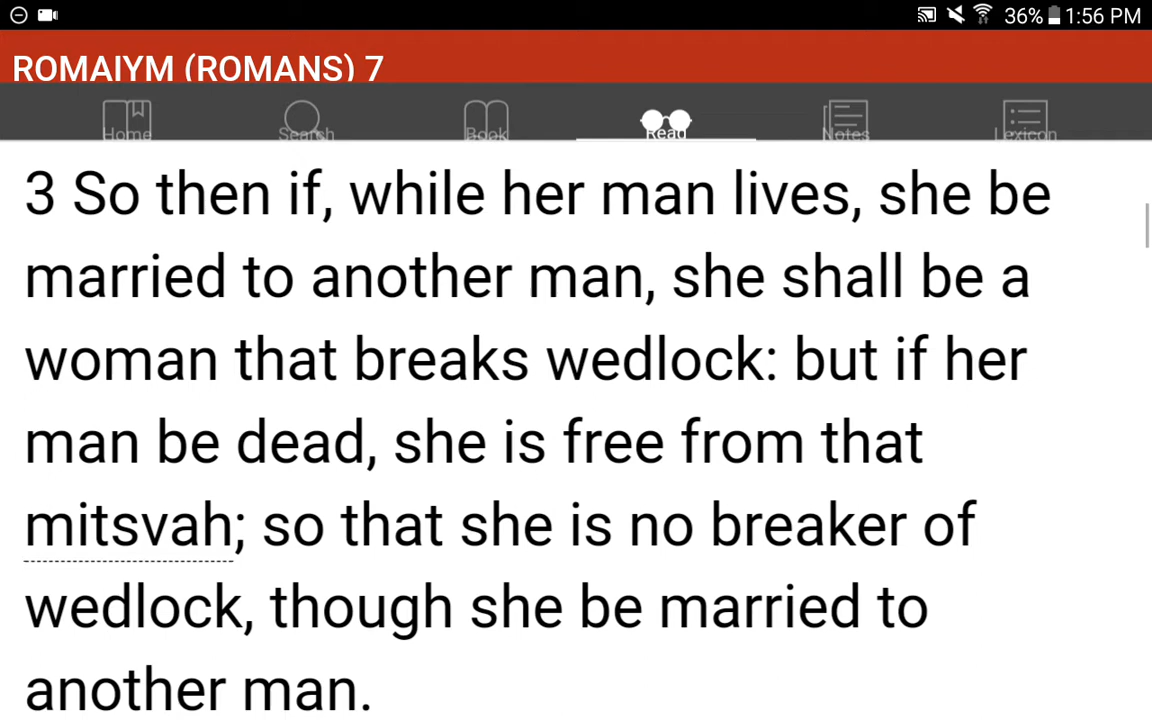 36% 1:56 PM
ROMAIYM (ROMANS) 7
Home Search Book Read Notes Lexicon
3 So then if, while her man lives, she be
married to another man, she shall be a
woman that breaks wedlock: but if her
man be dead, she is free from that
mitsvah; so that she is no breaker of
wedlock, though she be married to
another man.